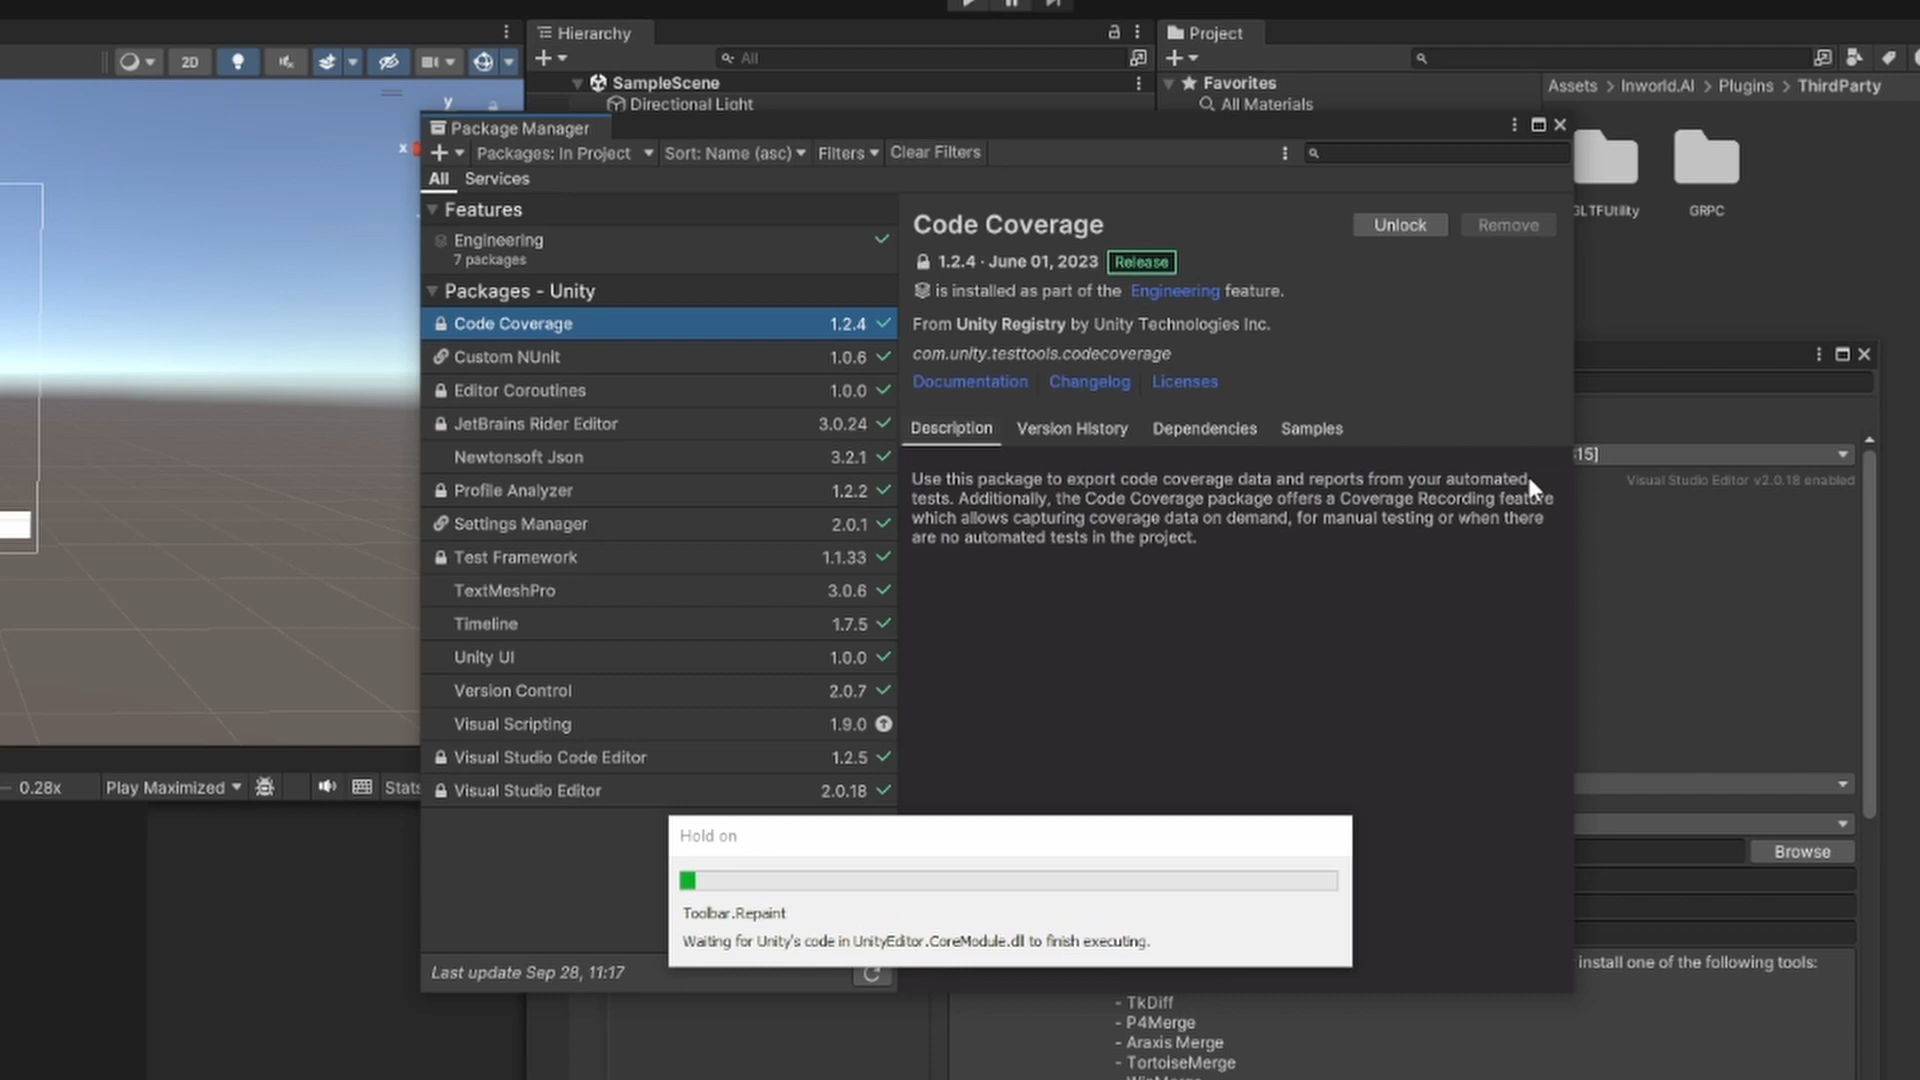 Hierarchy
Project
2D
All
SampleScene
Directional Light
Favorites
All Materials
Assets > Inworld.AI > Plugins > ThirdParty
y
x
Package Manager
Packages: In Project
Sort: Name (asc)
Filters
Clear Filters
All
Services
GLTFUtility
GRPC
Features
Engineering
7 packages
Packages - Unity
Code Coverage 1.2.4
Custom NUnit 1.0.6
Editor Coroutines 1.0.0
JetBrains Rider Editor 3.0.24
Newtonsoft Json 3.2.1
Profile Analyzer 1.2.2
Settings Manager 2.0.1
Test Framework 1.1.33
TextMeshPro 3.0.6
Timeline 1.7.5
Unity UI 1.0.0
Version Control 2.0.7
Visual Scripting 1.9.0
Visual Studio Code Editor 1.2.5
Visual Studio Editor 2.0.18
Last update Sep 28, 11:17
Code Coverage
Unlock
Remove
1.2.4 · June 01, 2023 Release
is installed as part of the Engineering feature.
From Unity Registry by Unity Technologies Inc.
com.unity.testtools.codecoverage
Documentation Changelog Licenses
Description Version History Dependencies Samples
Use this package to export code coverage data and reports from your automated
tests. Additionally, the Code Coverage package offers a Coverage Recording feature
which allows capturing coverage data on demand, for manual testing or when there
are no automated tests in the project.
15]
Visual Studio Editor v2.0.18 enabled
0.28x
Play Maximized
Stats
Hold on
Toolbar.Repaint
Waiting for Unity's code in UnityEditor.CoreModule.dll to finish executing.
Browse
install one of the following tools:
- TkDiff
- P4Merge
- Araxis Merge
- TortoiseMerge